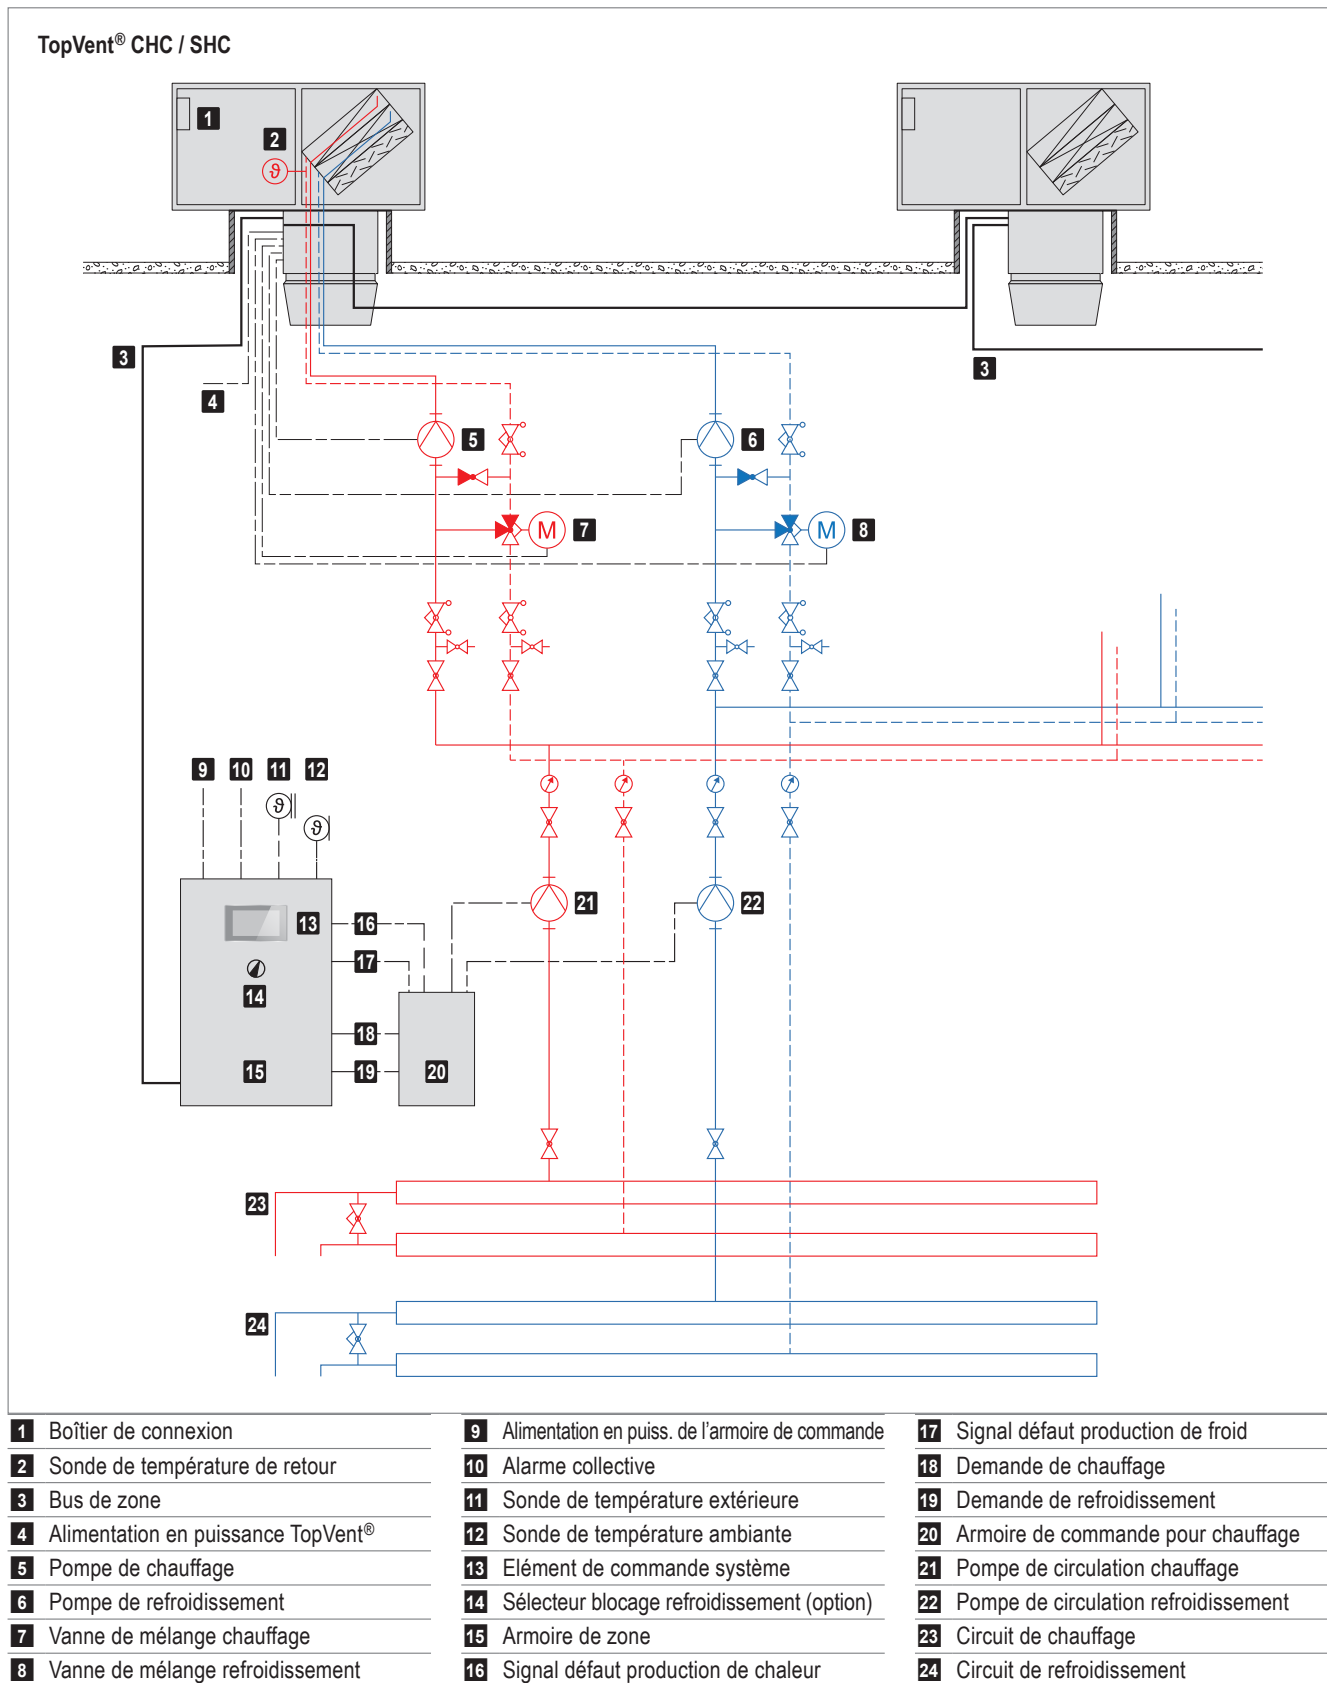 TopVent® CHC / SHC
1
2
ϑ
3
4
3
5
6
M
7
M
8
9
10
11
12
ϑ
ϑ
13
16
21
22
17
14
18
15
19
20
23
24
1 Boîtier de connexion
2 Sonde de température de retour
3 Bus de zone
4 Alimentation en puissance TopVent®
5 Pompe de chauffage
6 Pompe de refroidissement
7 Vanne de mélange chauffage
8 Vanne de mélange refroidissement
9 Alimentation en puiss. de l'armoire de commande
10 Alarme collective
11 Sonde de température extérieure
12 Sonde de température ambiante
13 Elément de commande système
14 Sélecteur blocage refroidissement (option)
15 Armoire de zone
16 Signal défaut production de chaleur
17 Signal défaut production de froid
18 Demande de chauffage
19 Demande de refroidissement
20 Armoire de commande pour chauffage
21 Pompe de circulation chauffage
22 Pompe de circulation refroidissement
23 Circuit de chauffage
24 Circuit de refroidissement